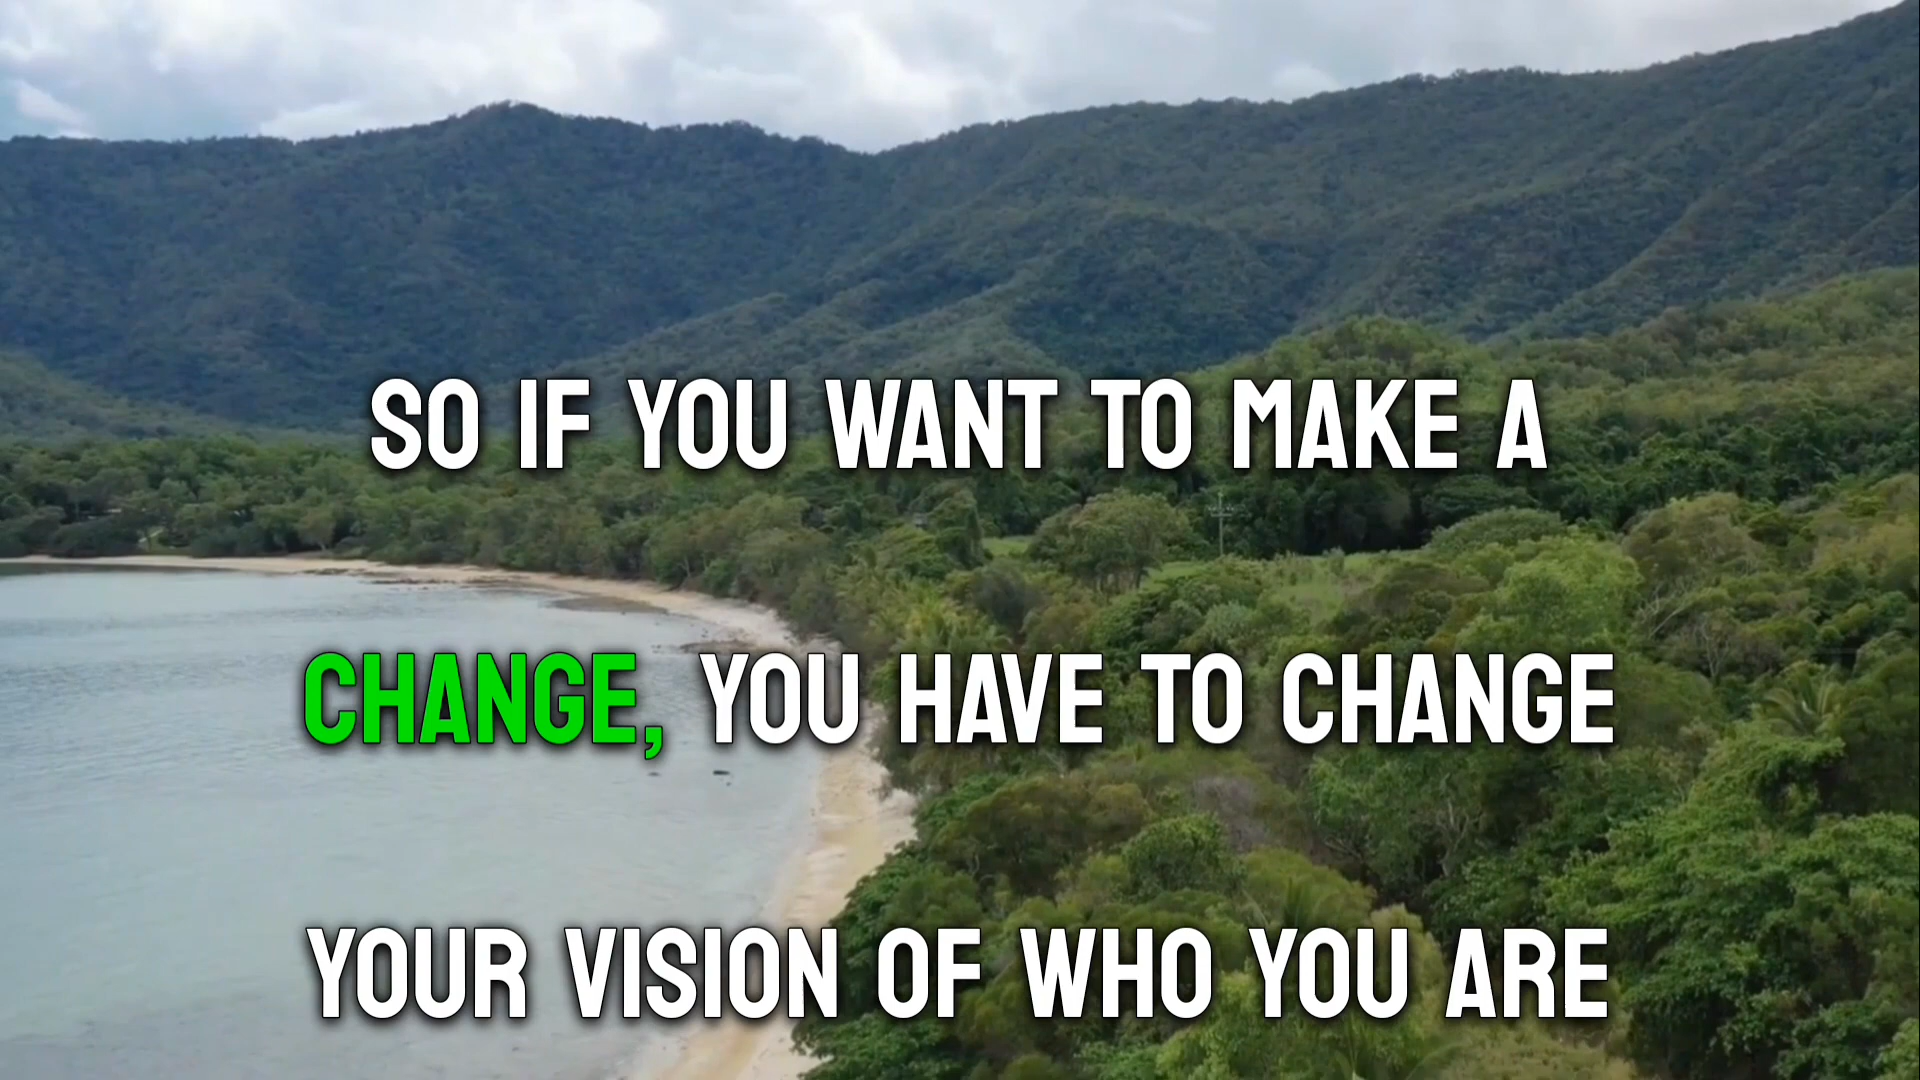 SO IF YOU WANT TO MAKE A
CHANGE, YOU HAVE TO CHANGE
YOUR VISION OF WHO YOU ARE